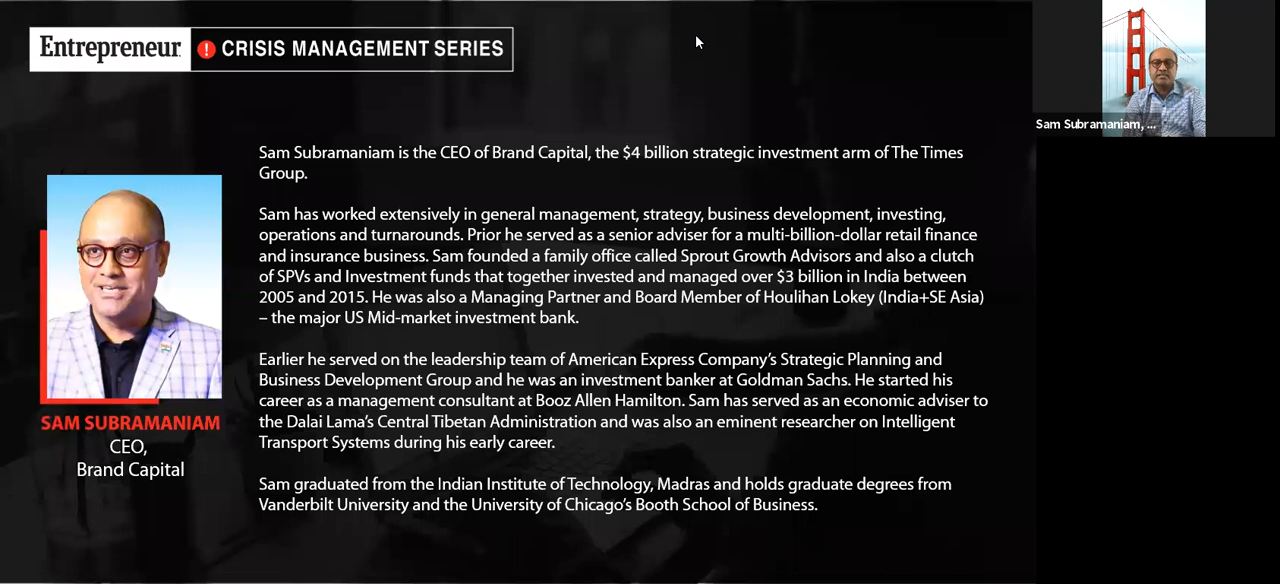 Entrepreneur
! CRISIS MANAGEMENT SERIES
Sam Subramaniam, ...
Sam Subramaniam is the CEO of Brand Capital, the $4 billion strategic investment arm of The Times
Group.
Sam has worked extensively in general management, strategy, business development, investing,
operations and turnarounds. Prior he served as a senior adviser for a multi-billion-dollar retail finance
and insurance business. Sam founded a family office called Sprout Growth Advisors and also a clutch
of SPVs and Investment funds that together invested and managed over $3 billion in India between
2005 and 2015. He was also a Managing Partner and Board Member of Houlihan Lokey (India+SE Asia)
– the major US Mid-market investment bank.
Earlier he served on the leadership team of American Express Company’s Strategic Planning and
Business Development Group and he was an investment banker at Goldman Sachs. He started his
career as a management consultant at Booz Allen Hamilton. Sam has served as an economic adviser to
the Dalai Lama’s Central Tibetan Administration and was also an eminent researcher on Intelligent
Transport Systems during his early career.
Sam graduated from the Indian Institute of Technology, Madras and holds graduate degrees from
Vanderbilt University and the University of Chicago’s Booth School of Business.
SAM SUBRAMANIAM
CEO,
Brand Capital